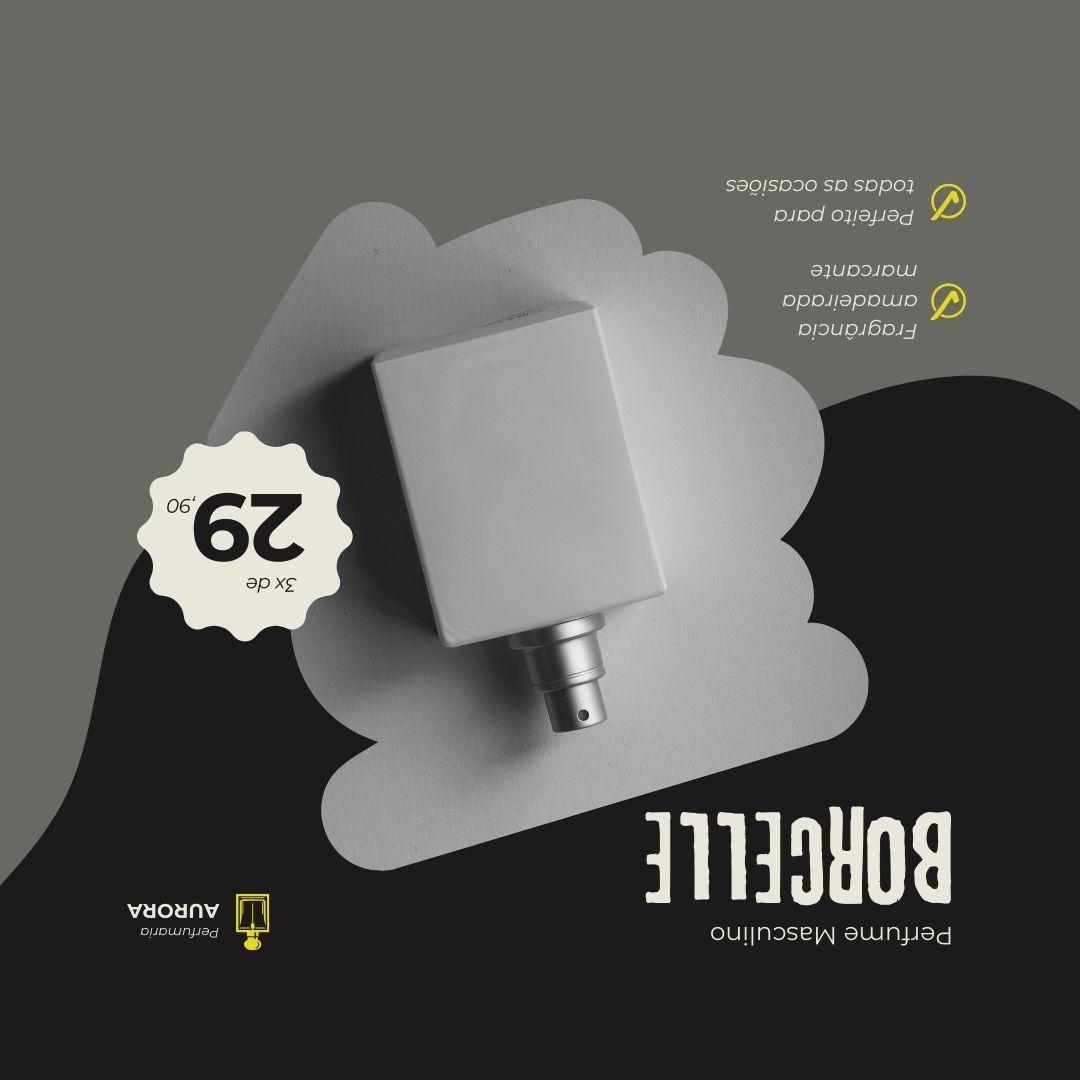 Perfume Masculino
BORCELLE
Perfumaria
AURORA
3x de
29,90
Fragrância
amadeirada
marcante
Perfeito para
todas as ocasiões